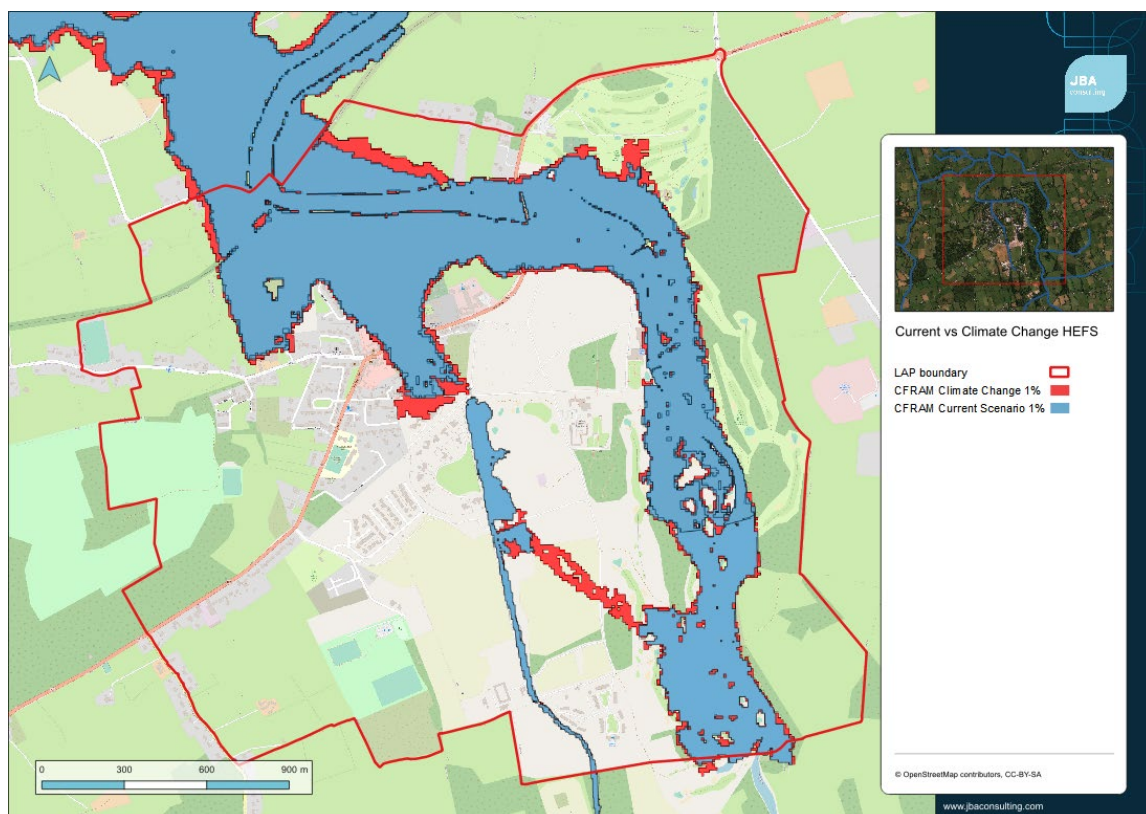 JBA
consulting
Current vs Climate Change HEFS
LAP boundary
CFRAM Climate Change 1%
CFRAM Current Scenario 1%
0 300 600 900 m
© OpenStreetMap contributors, CC-BY-SA
www.jbaconsulting.com